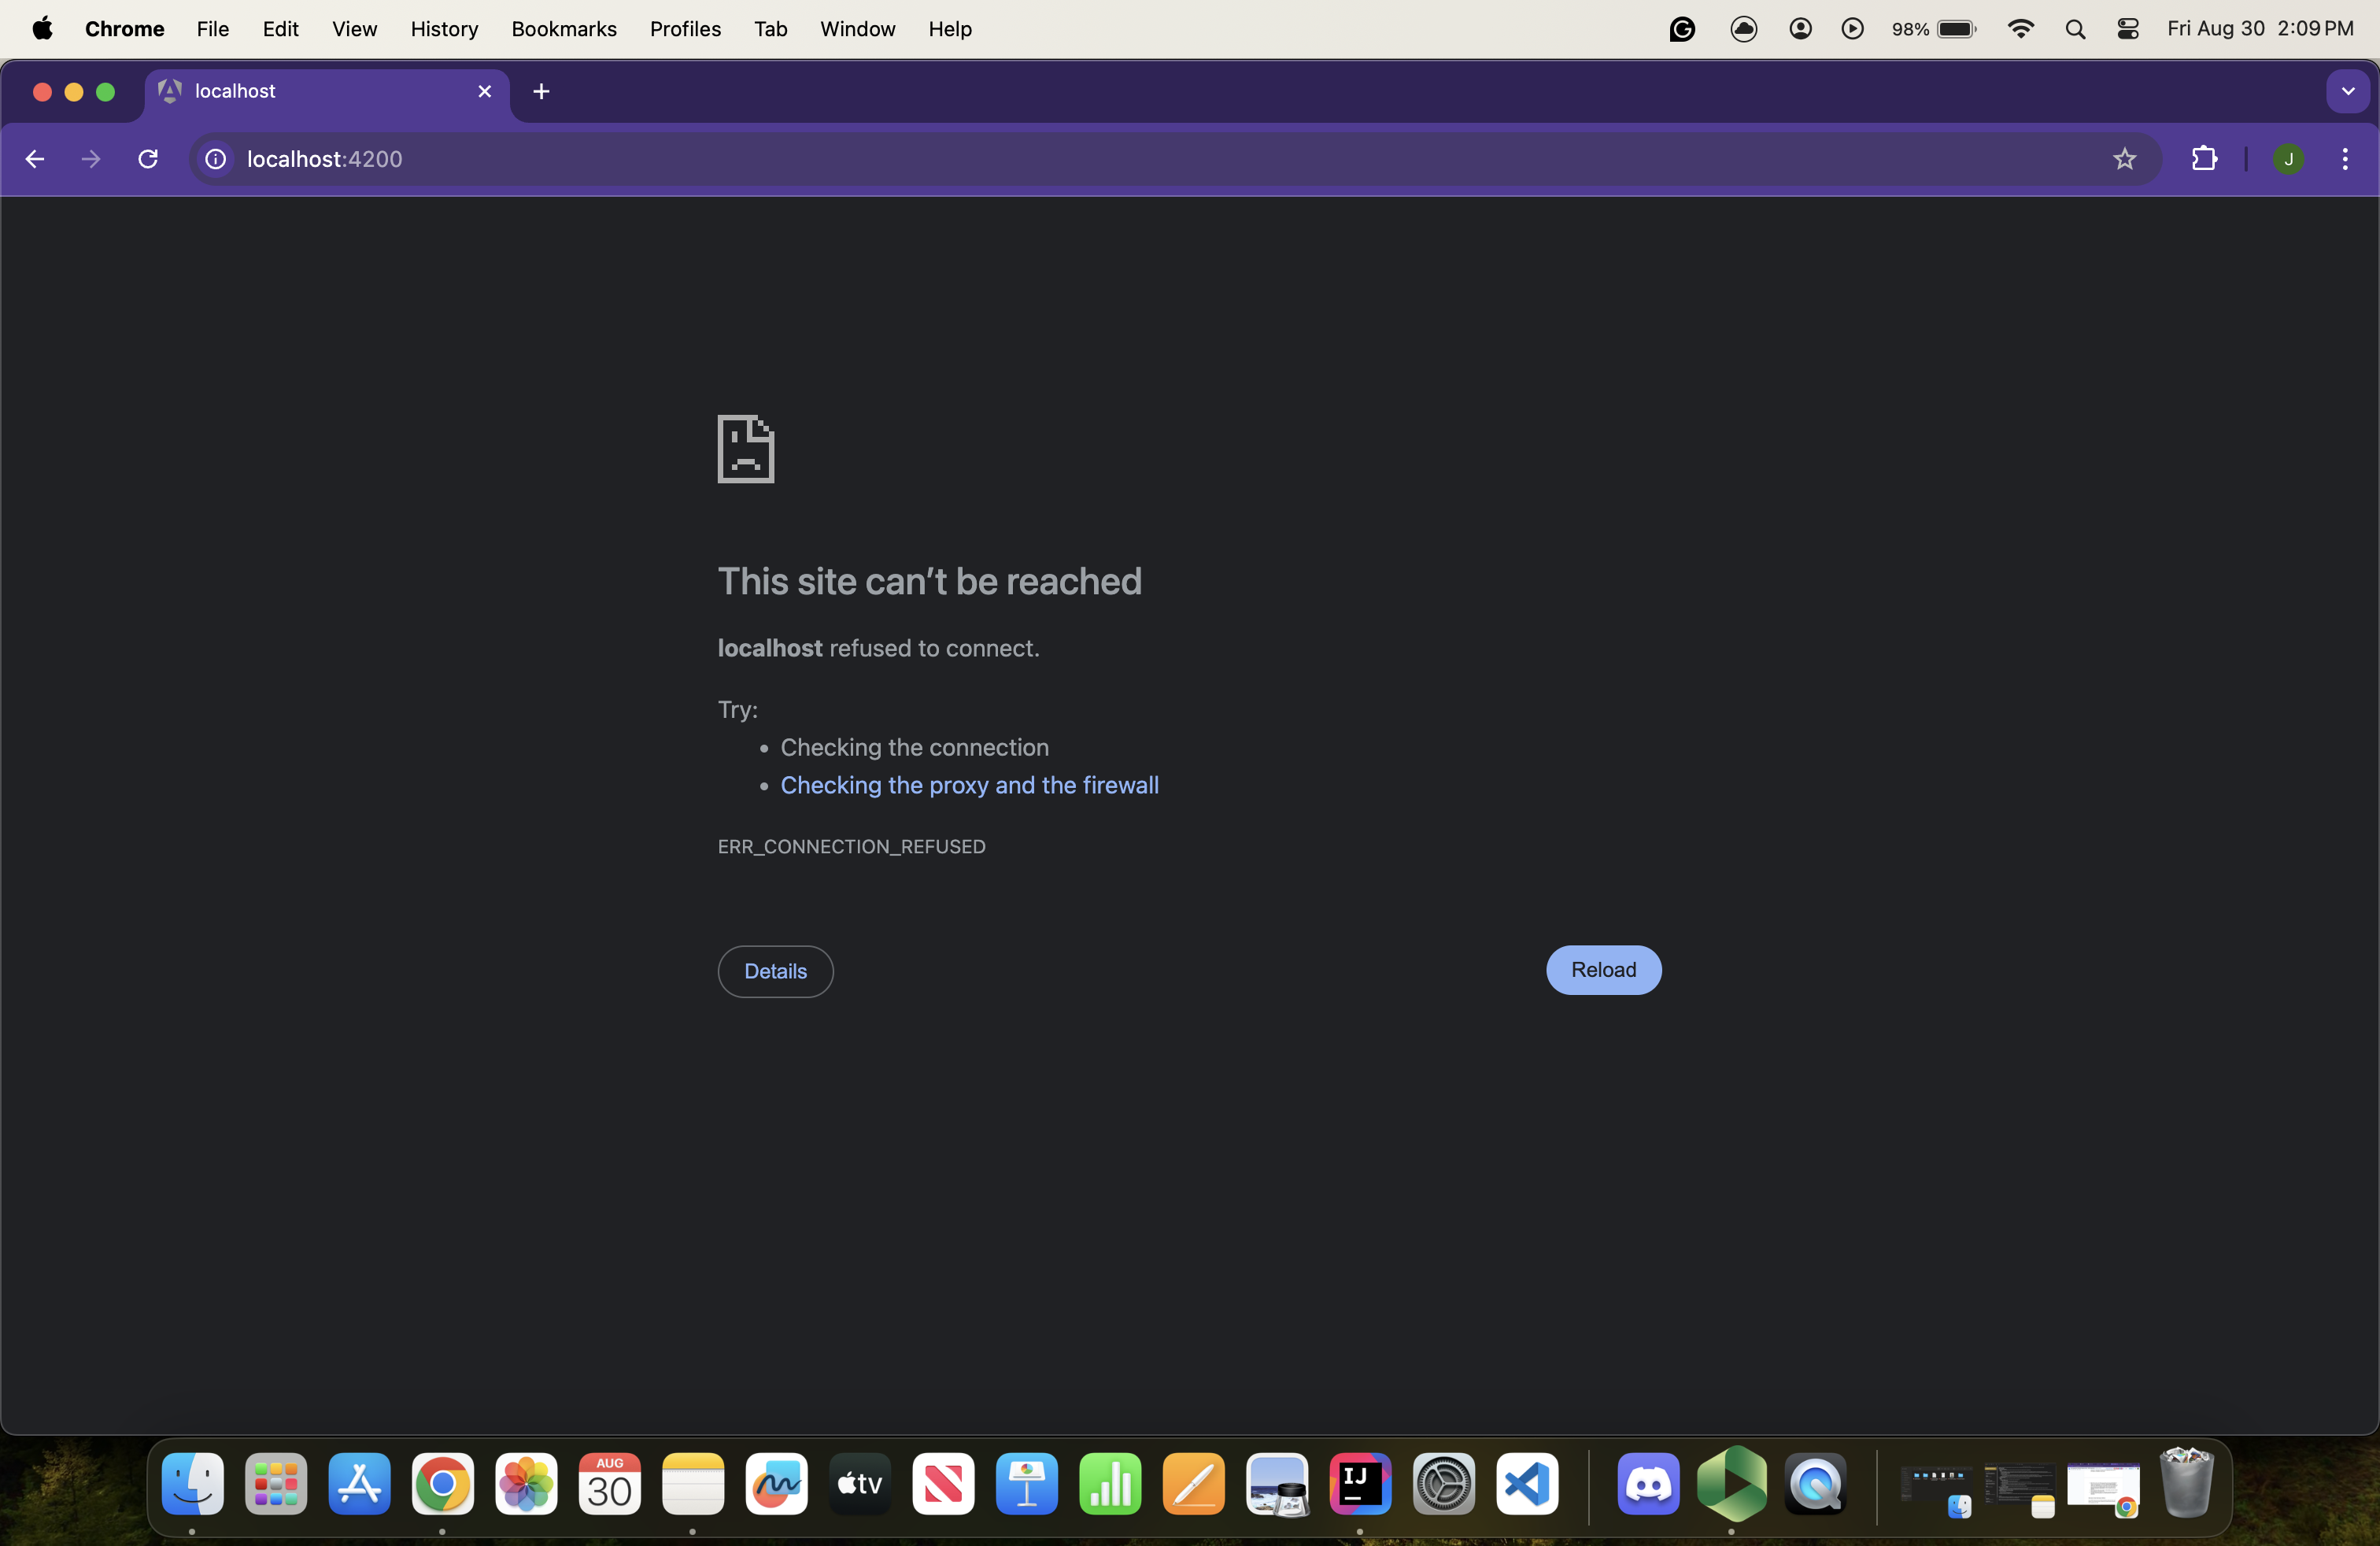 Chrome File Edit View History Bookmarks Profiles Tab Window Help 98% Fri Aug 30 2:09 PM
localhost
localhost:4200
J
This site can’t be reached
localhost refused to connect.
Try:
• Checking the connection
• Checking the proxy and the firewall
ERR_CONNECTION_REFUSED
Details
Reload
AUG
30
tv
IJ